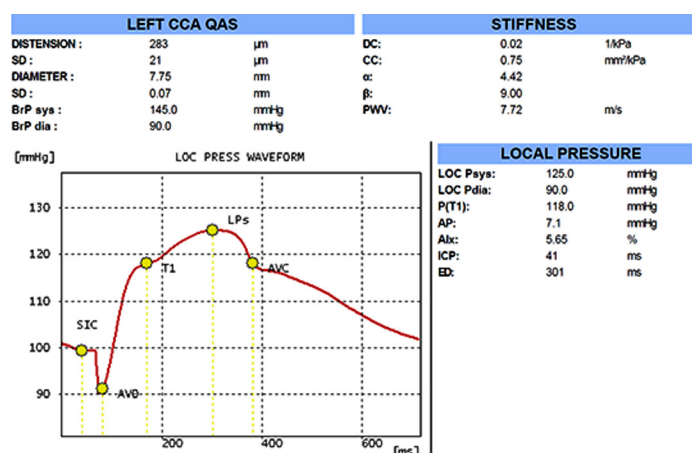 LEFT CCA QAS
DISTENSION : 283 µm
SD : 21 µm
DIAMETER : 7.75 mm
SD : 0.07 mm
BrP sys : 145.0 mmHg
BrP dia : 90.0 mmHg
STIFFNESS
DC: 0.02 1/kPa
CC: 0.75 mm²/kPa
α: 4.42
β: 9.00
PWV: 7.72 m/s
[mmHg] LOC PRESS WAVEFORM
130
120
110
100
90
SIC
AVO
T1
LPs
AVC
200 400 600 [ms]
LOCAL PRESSURE
LOC Psys: 125.0 mmHg
LOC Pdia: 90.0 mmHg
P(T1): 118.0 mmHg
AP: 7.1 mmHg
AIx: 5.65 %
ICP: 41 ms
ED: 301 ms